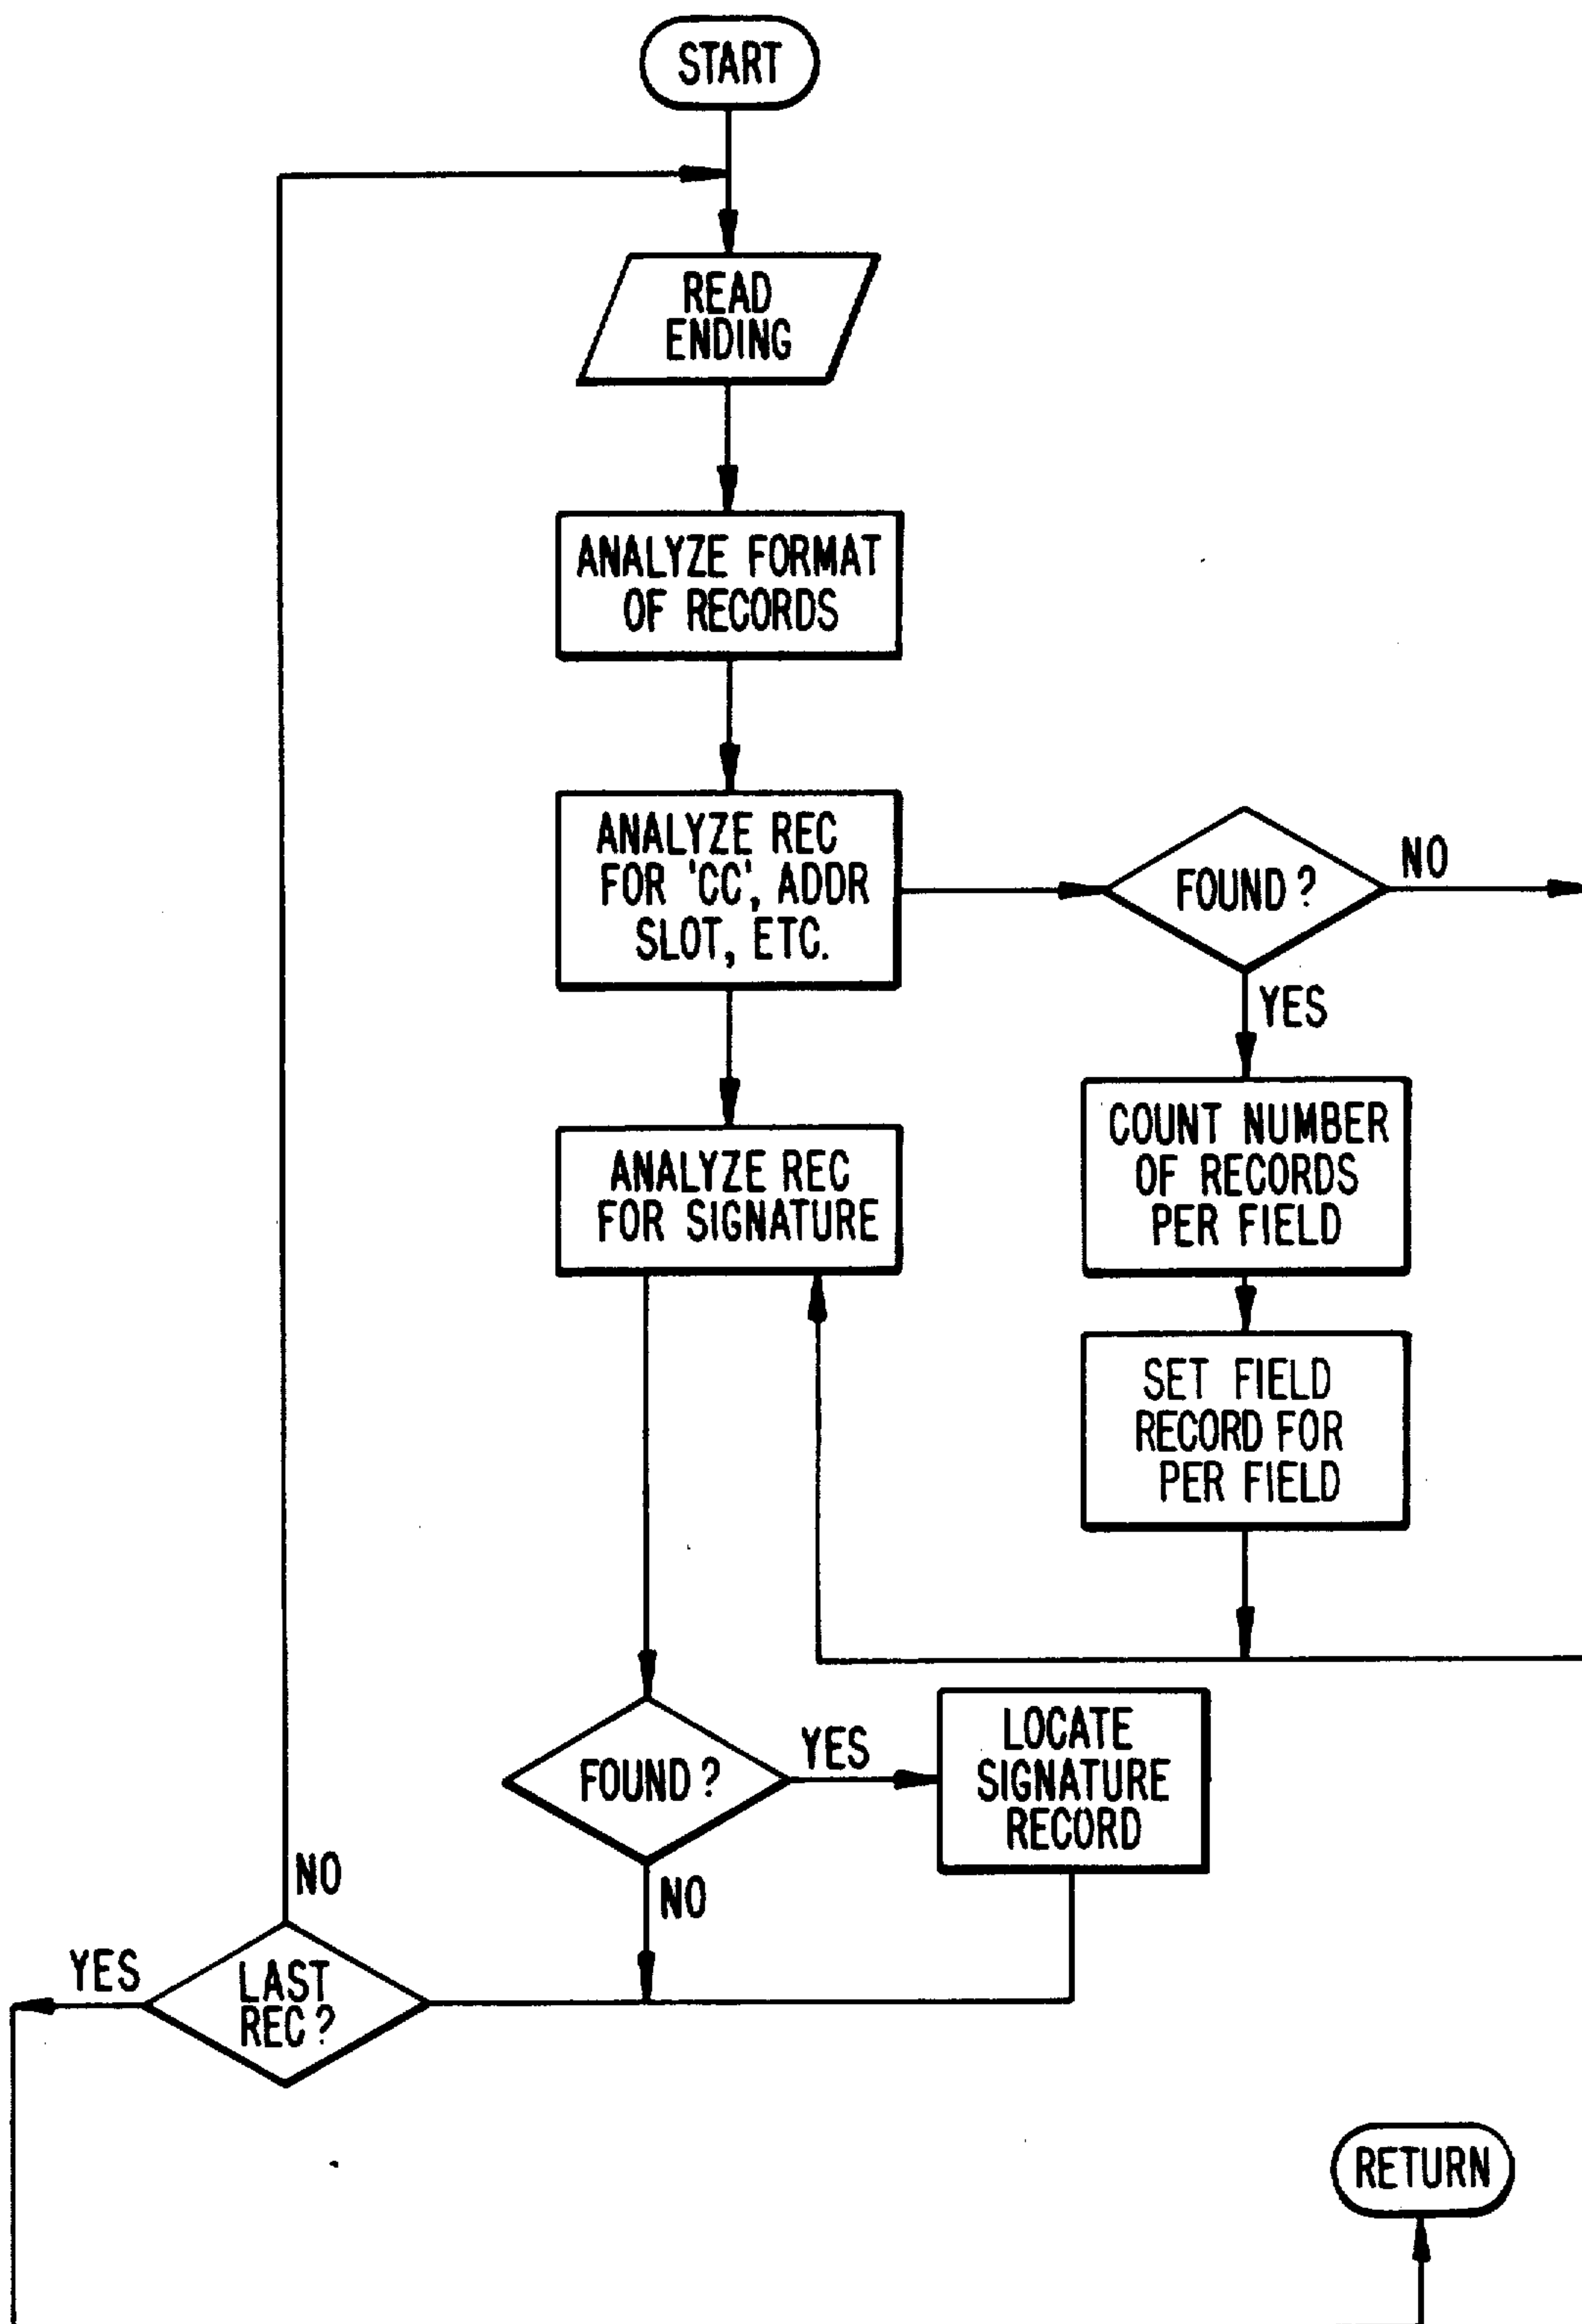 START
READ
ENDING
ANALYZE FORMAT
OF RECORDS
ANALYZE REC
FOR 'CC', ADDR
SLOT, ETC.
FOUND?
NO
YES
COUNT NUMBER
OF RECORDS
PER FIELD
ANALYZE REC
FOR SIGNATURE
SET FIELD
RECORD FOR
PER FIELD
FOUND?
YES
LOCATE
SIGNATURE
RECORD
NO
NO
YES
LAST
REC?
RETURN